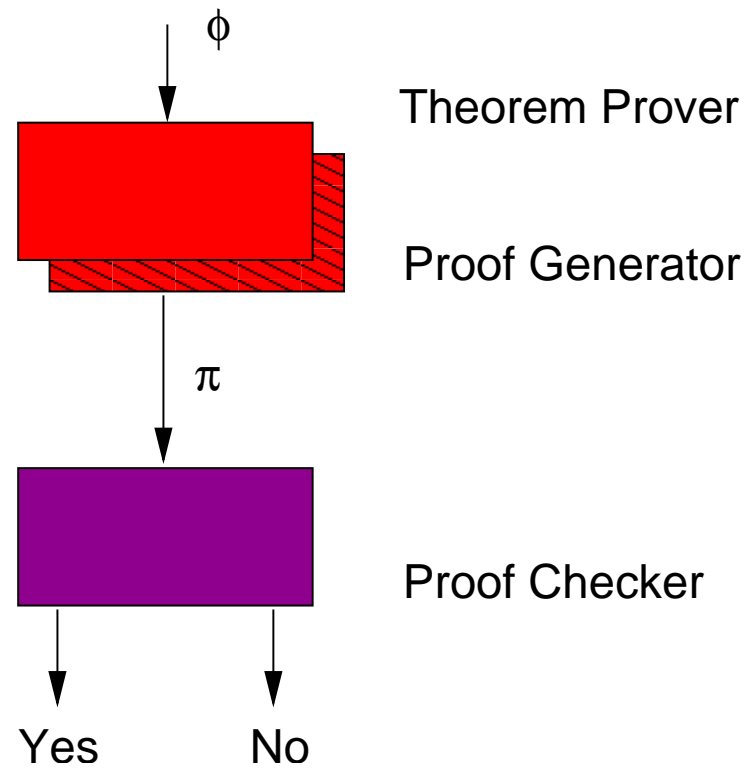 ϕ
Theorem Prover
Proof Generator
π
Proof Checker
Yes No